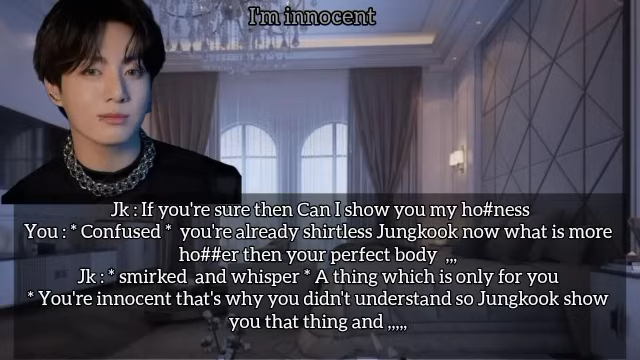 I'm innocent
Jk : If you're sure then Can I show you my ho#ness
You : * Confused *  you're already shirtless Jungkook now what is more
ho##er then your perfect body  ,,,
Jk : * smirked  and whisper * A thing which is only for you
* You're innocent that's why you didn't understand so Jungkook show
you that thing and ,,,,,